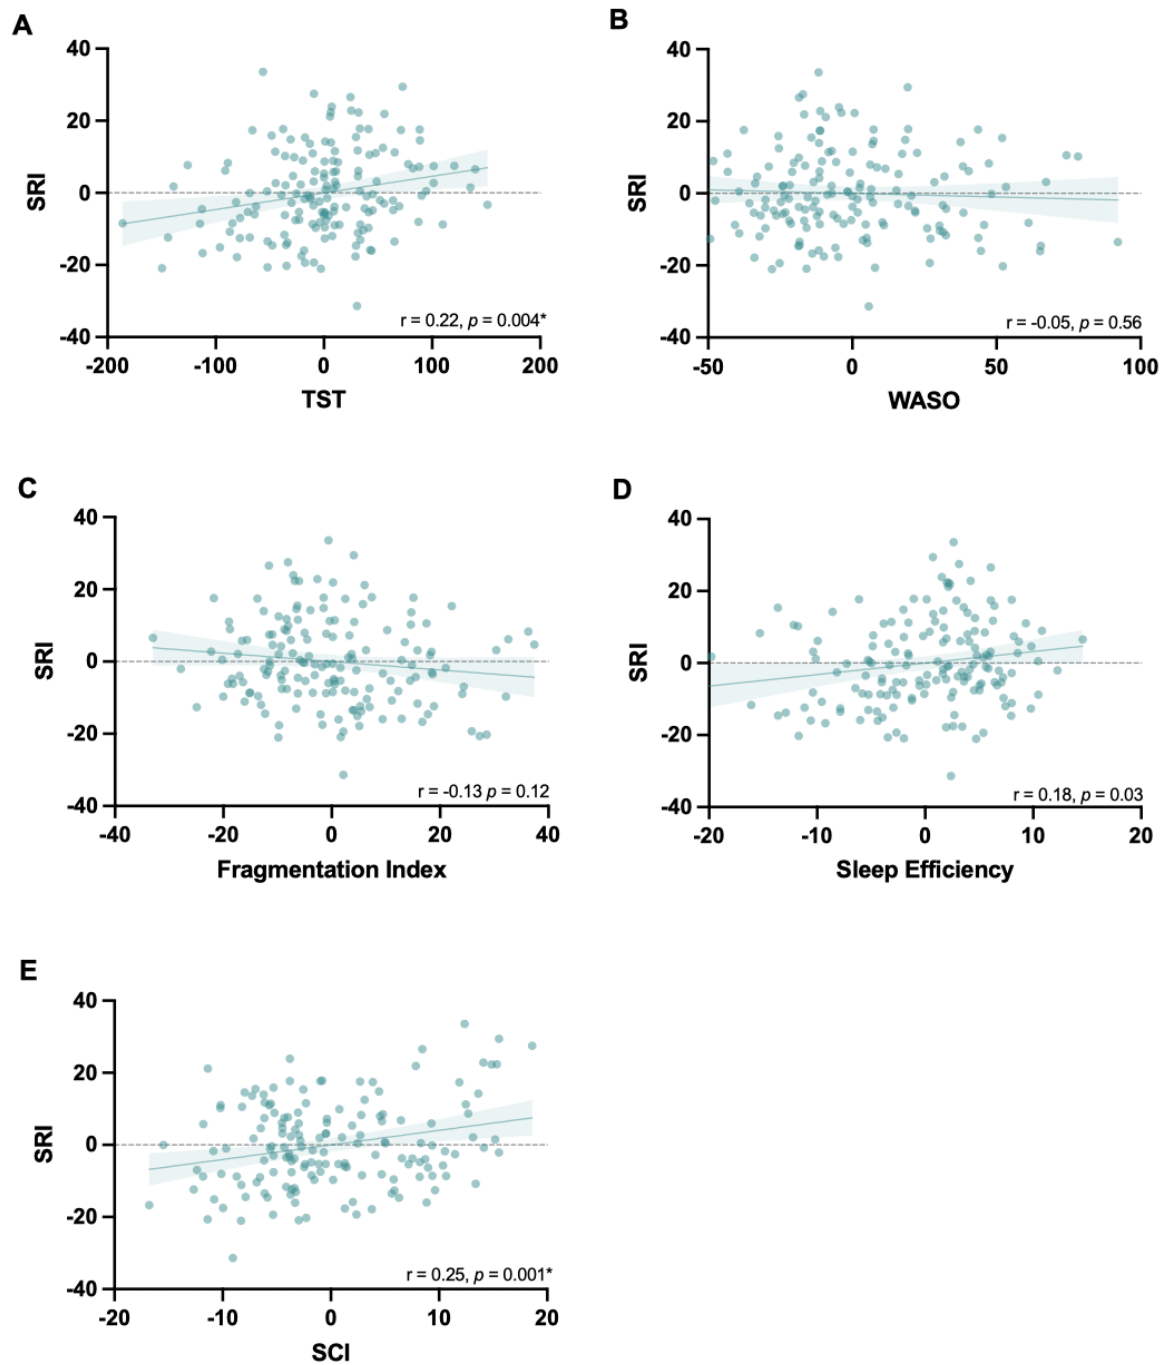 A
B
40
20
0
-20
-40
SRI
r = 0.22, p = 0.004*
-200
-100
0
100
200
TST
40
20
0
-20
-40
SRI
r = -0.05, p = 0.56
-50
0
50
100
WASO
C
D
40
20
0
-20
-40
SRI
r = -0.13 p = 0.12
-40
-20
0
20
40
Fragmentation Index
40
20
0
-20
-40
SRI
r = 0.18, p = 0.03
-20
-10
0
10
20
Sleep Efficiency
E
40
20
0
-20
-40
SRI
r = 0.25, p = 0.001*
-20
-10
0
10
20
SCI